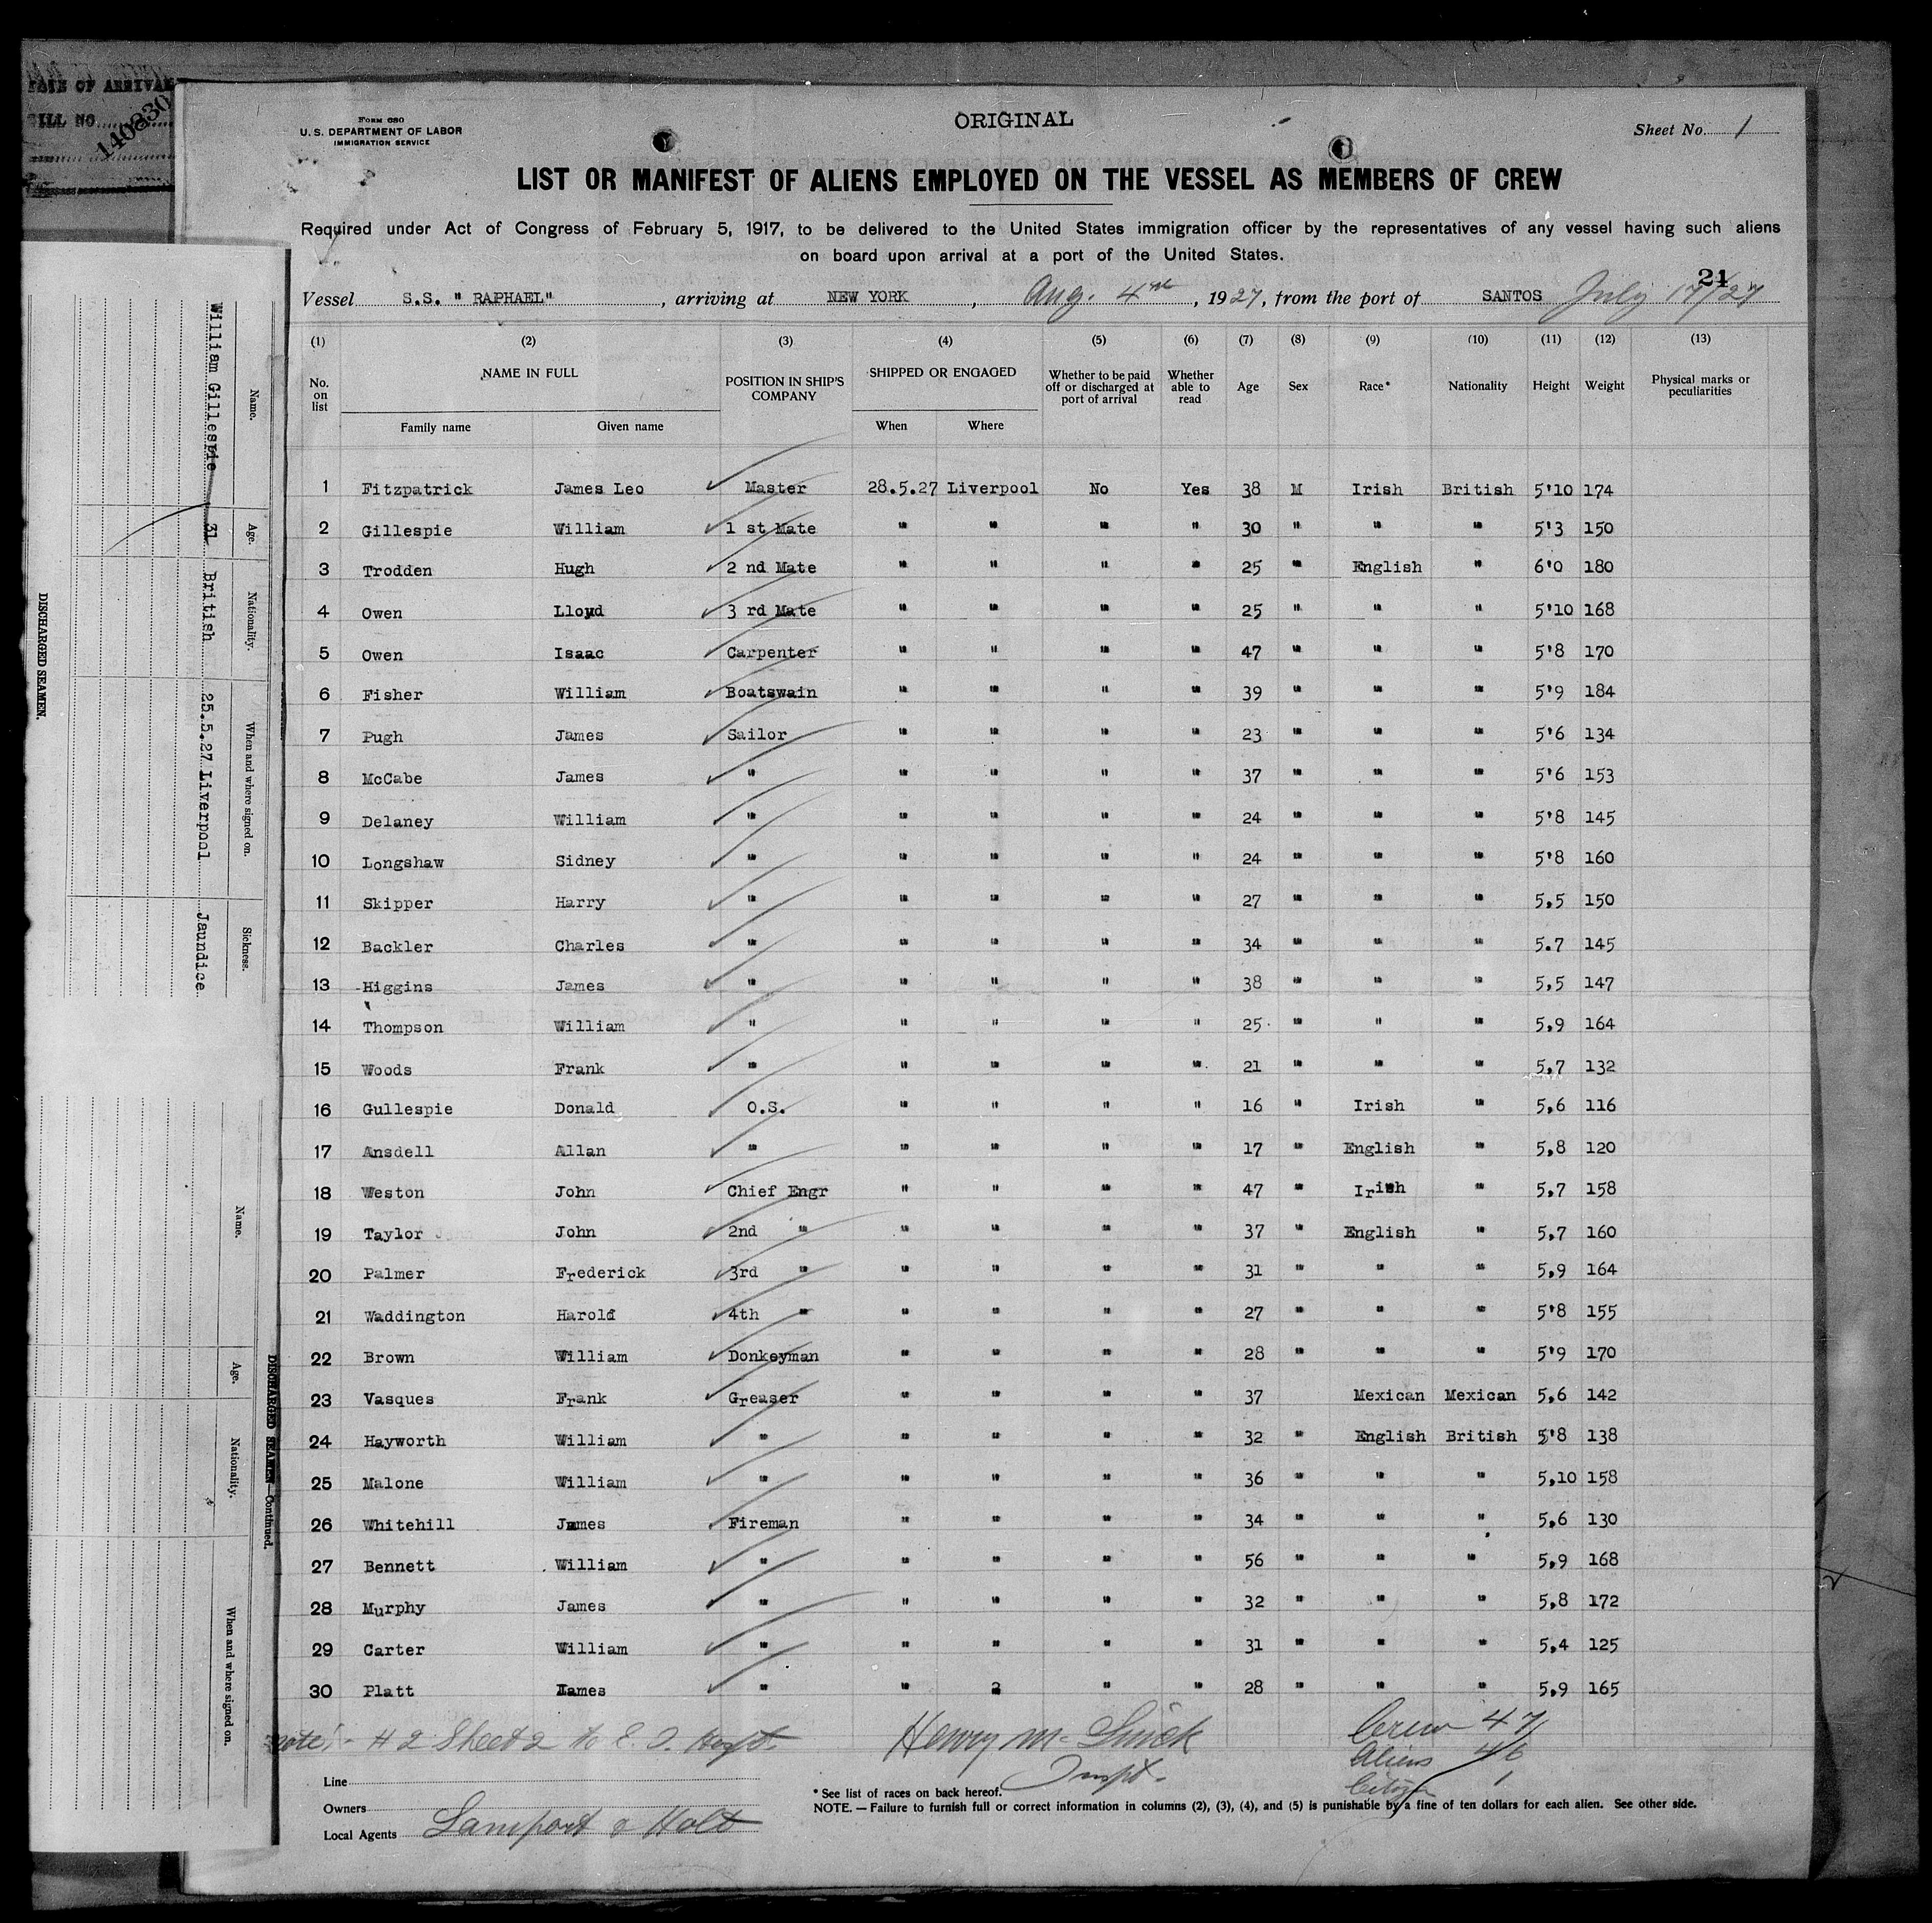 DATE OF ARRIVAL
BILL NO.
140830
DISCHARGED SEAMEN.
Name. Age. Nationality. When and where signed on. Sickness.
William Gillespie 31 British 25.5.27 Liverpool Jaundice
DISCHARGED SEAMEN—Continued.
Name. Age. Nationality. When and where signed on.
FORM 680
U.S. DEPARTMENT OF LABOR
IMMIGRATION SERVICE
ORIGINAL
Sheet No. 1
LIST OR MANIFEST OF ALIENS EMPLOYED ON THE VESSEL AS MEMBERS OF CREW
Required under Act of Congress of February 5, 1917, to be delivered to the United States immigration officer by the representatives of any vessel having such aliens
on board upon arrival at a port of the United States.
21
Vessel S.S. " RAPHAEL" , arriving at NEW YORK , Aug. 4th , 1927, from the port of SANTOS July 17/27
(1) (2) (3) (4) (5) (6) (7) (8) (9) (10) (11) (12) (13)
No. on list NAME IN FULL POSITION IN SHIP'S COMPANY SHIPPED OR ENGAGED Whether to be paid off or discharged at port of arrival Whether able to read Age Sex Race* Nationality Height Weight Physical marks or peculiarities
Family name Given name When Where
1 Fitzpatrick James Leo Master 28.5.27 Liverpool No Yes 38 M Irish British 5'10 174
2 Gillespie William 1 st Mate " " " " 30 " " " 5'3 150
3 Trodden Hugh 2 nd Mate " " " " 25 " English " 6'0 180
4 Owen Lloyd 3 rd Mate " " " " 25 " " " 5'10 168
5 Owen Isaac Carpenter " " " " 47 " " " 5'8 170
6 Fisher William Boatswain " " " " 39 " " " 5'9 184
7 Pugh James Sailor " " " " 23 " " " 5'6 134
8 McCabe James " " " " " 37 " " " 5'6 153
9 Delaney William " " " " " 24 " " " 5'8 145
10 Longshaw Sidney " " " " " 24 " " " 5'8 160
11 Skipper Harry " " " " " 27 " " " 5,5 150
12 Backler Charles " " " " " 34 " " " 5.7 145
13 Higgins James " " " " " 38 " " " 5,5 147
14 Thompson William " " " " " 25 " " " 5,9 164
15 Woods Frank " " " " " 21 " " " 5,7 132
16 Gullespie Donald O.S. " " " " 16 " Irish " 5,6 116
17 Ansdell Allan " " " " " 17 " English " 5,8 120
18 Weston John Chief Engr " " " " 47 " Irish " 5,7 158
19 Taylor John 2nd " " " " " 37 " English " 5,7 160
20 Palmer Frederick 3rd " " " " " 31 " " " 5,9 164
21 Waddington Harold 4th " " " " " 27 " " " 5'8 155
22 Brown William Donkeyman " " " " 28 " " " 5'9 170
23 Vasques Frank Greaser " " " " 37 Mexican Mexican 5,6 142
24 Hayworth William " " " " " 32 " English British 5'8 138
25 Malone William " " " " " 36 " " " 5,10 158
26 Whitehill James Fireman " " " " 34 " " " 5,6 130
27 Bennett William " " " " " 56 " " " 5,9 168
28 Murphy James " " " " " 32 " " " 5,8 172
29 Carter William " " " " " 31 " " " 5,4 125
30 Platt James " " 2 " " 28 " " " 5,9 165
Note:- # 2 Sheet 2 to E. I. Hospt.
Henry Mc Guick
Inspt.
Crew 47
Aliens 46
Citizen 1
Line
Owners
Local Agents Lamport & Holt
* See list of races on back hereof.
NOTE.—Failure to furnish full or correct information in columns (2), (3), (4), and (5) is punishable by a fine of ten dollars for each alien. See other side.